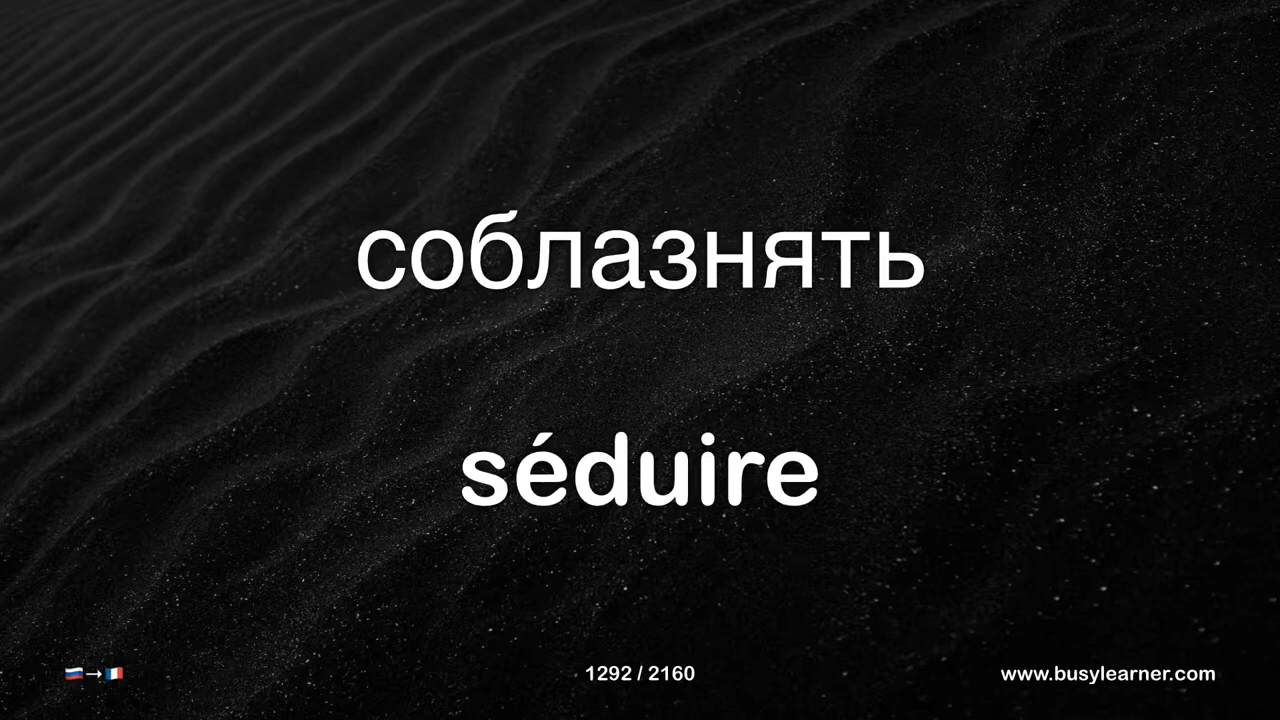 соблазнять
séduire
🇷🇺→🇫🇷
1292 / 2160
www.busylearner.com